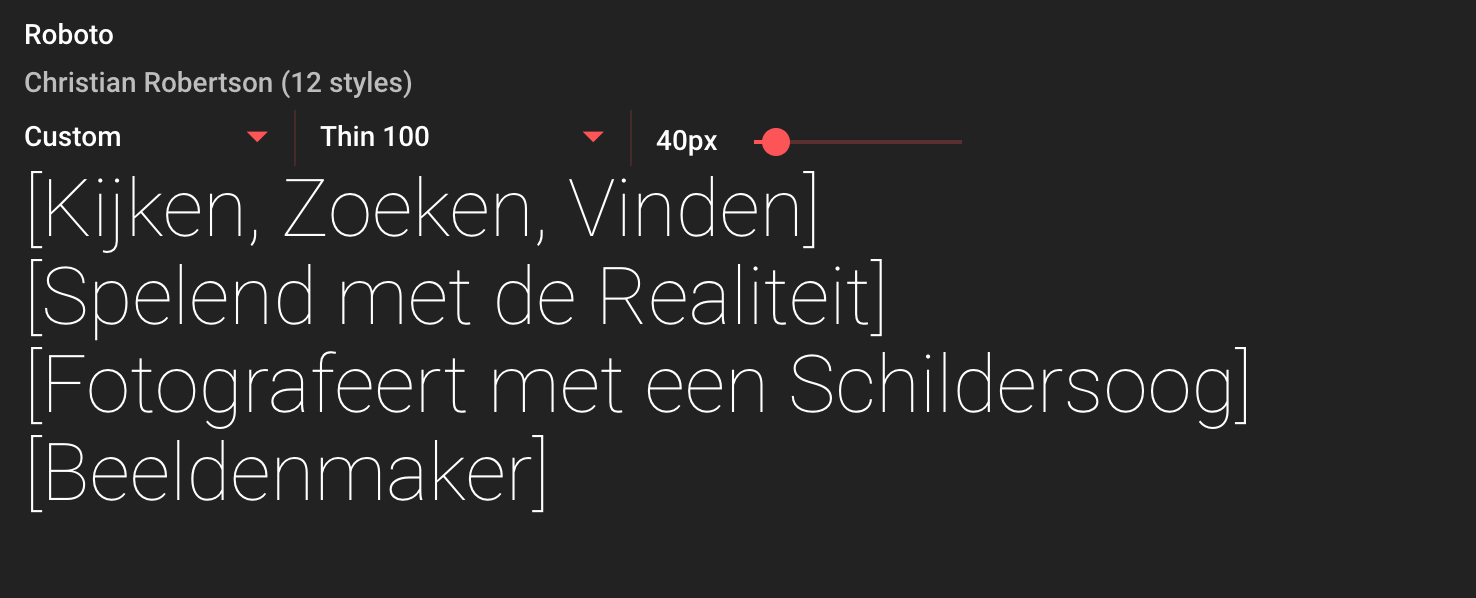 Roboto
Christian Robertson (12 styles)
Custom Thin 100 40px
[Kijken, Zoeken, Vinden]
[Spelend met de Realiteit]
[Fotografeert met een Schildersoog]
[Beeldenmaker]